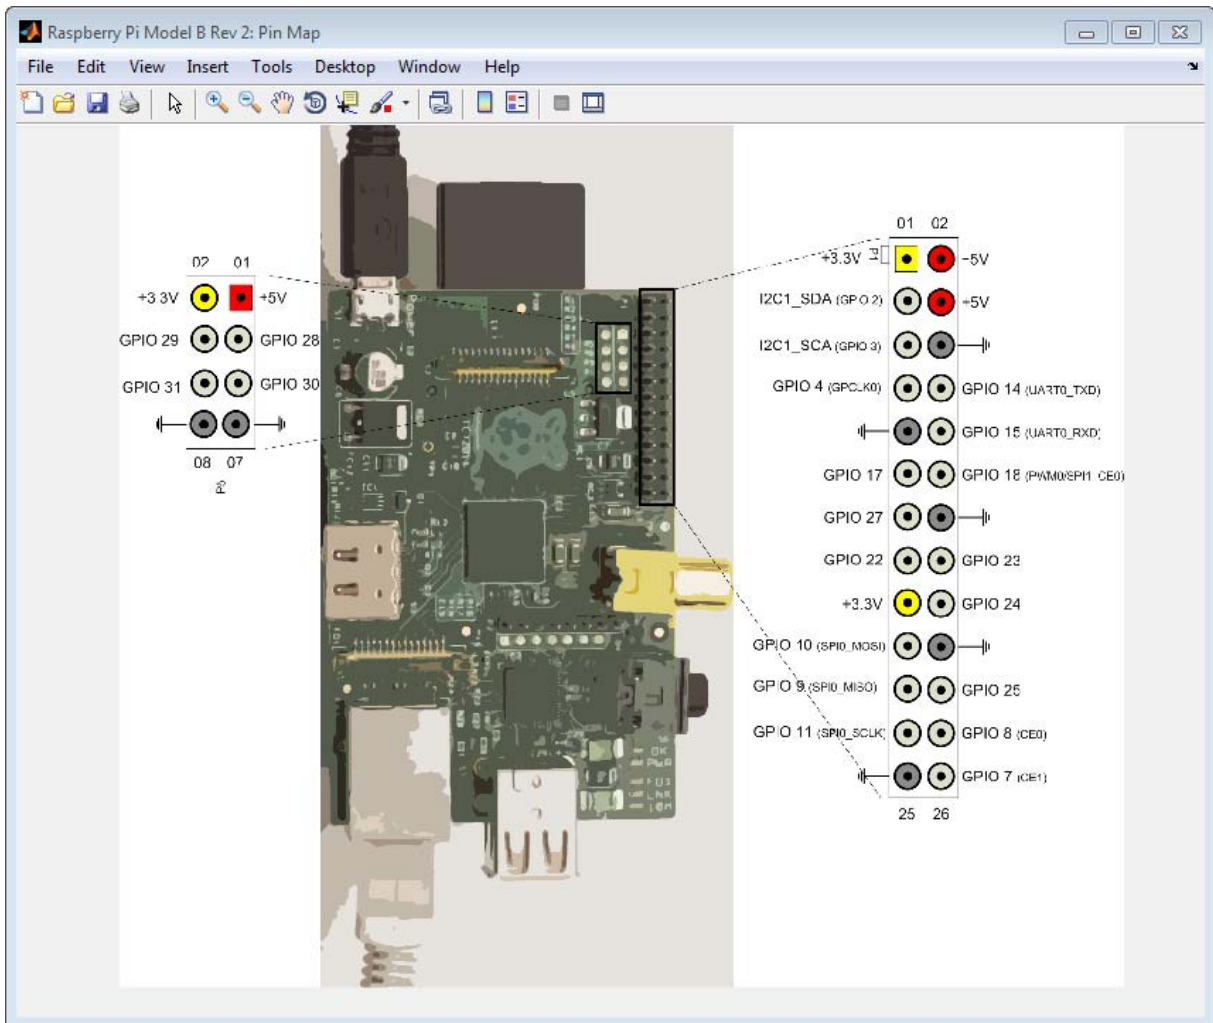 Raspberry Pi Model B Rev 2: Pin Map
File Edit View Insert Tools Desktop Window Help
02 01
+3 3V +5V
GPIO 29 GPIO 28
GPIO 31 GPIO 30
08 07
01 02
+3.3V
I2C1_SDA (GPIO 2) +5V
I2C1_SCA (GPIO 3)
GPIO 4 (GPCLK0) GPIO 14 (UART0_TXD)
GPIO 15 (UART0_RXD)
GPIO 17 GPIO 18 (PWM0/SPI1_CE0)
GPIO 27
GPIO 22 GPIO 23
+3.3V GPIO 24
GPIO 10 (SPI0_MOSI)
GPIO 9 (SPI0_MISO) GPIO 25
GPIO 11 (SPI0_SCLK) GPIO 8 (CE0)
GPIO 7 (CE1)
25 26
OK
PWR
LNK